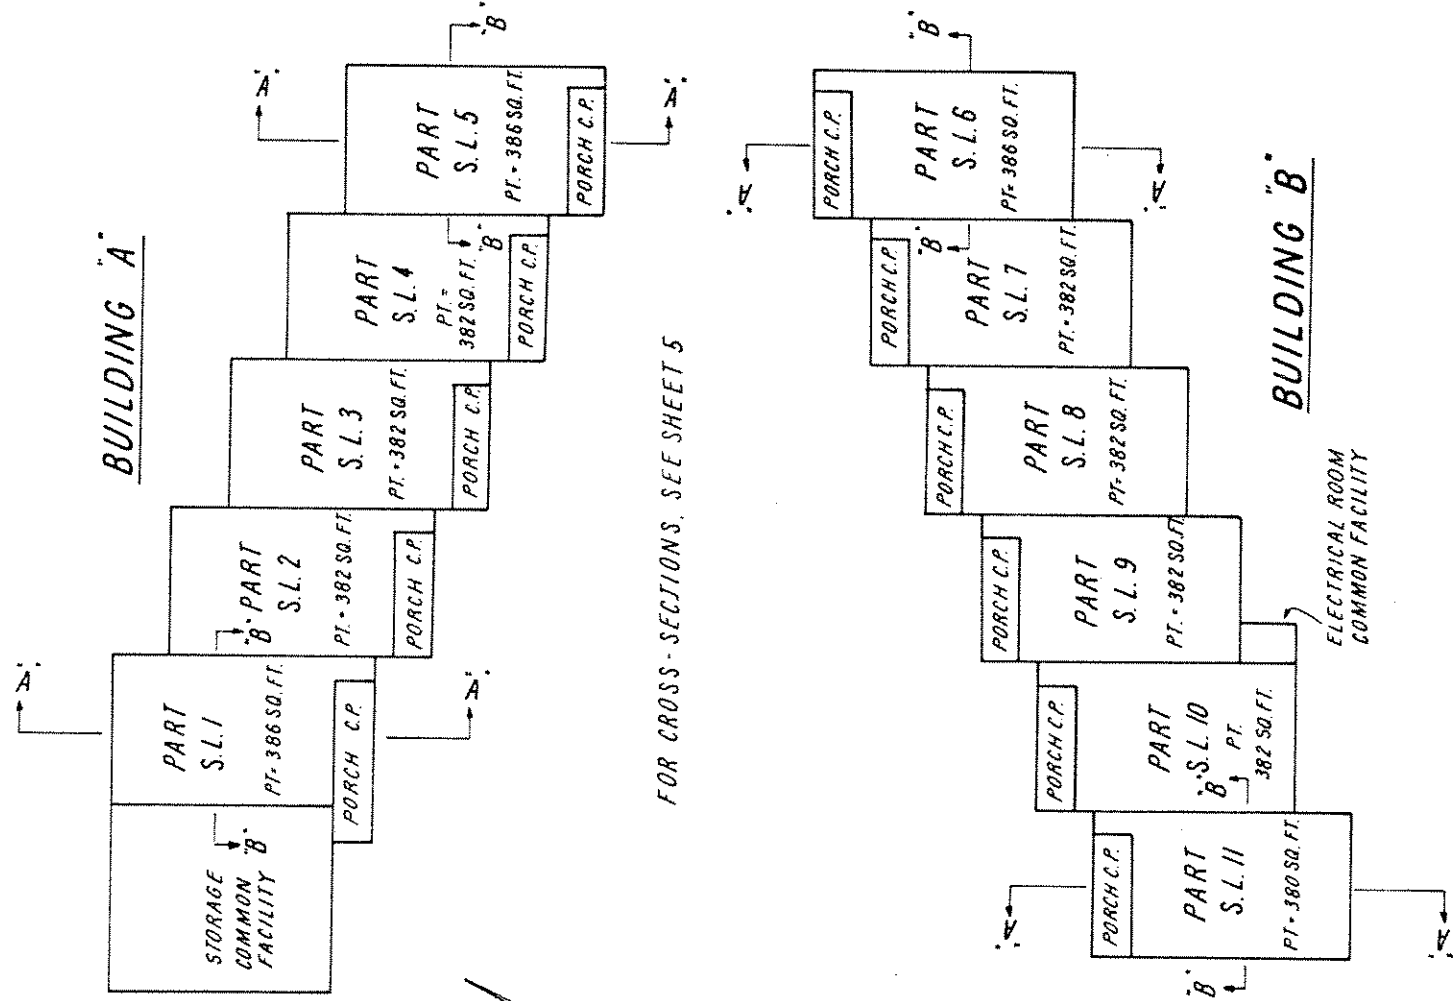 BUILDING "A"
STORAGE
COMMON
FACILITY
"B"
"A"
PART
S.L.1
PT.= 386 SQ.FT.
PORCH C.P.
"A"
"B"
PART
S.L.2
PT.= 382 SQ.FT.
PORCH C.P.
PART
S.L.3
PT.= 382 SQ.FT.
PORCH C.P.
PART
S.L.4
PT.=
382 SQ.FT.
PORCH C.P.
"B"
"A"
PART
S.L.5
PT.= 386 SQ.FT.
PORCH C.P.
"A"
"B"
FOR CROSS-SECTIONS, SEE SHEET 5
"B"
"A"
PORCH C.P.
PART
S.L.11
PT= 380 SQ.FT.
"A"
PORCH C.P.
PART
S.L.10
"B"
PT.
382 SQ.FT.
PORCH C.P.
PART
S.L.9
PT.= 382 SQ.FT.
ELECTRICAL ROOM
COMMON FACILITY
PORCH C.P.
PART
S.L.8
PT= 382 SQ.FT.
PORCH C.P.
"B"
PART
S.L.7
PT.= 382 SQ.FT.
"A"
PORCH C.P.
PART
S.L.6
PT= 386 SQ.FT.
"A"
"B"
BUILDING "B"